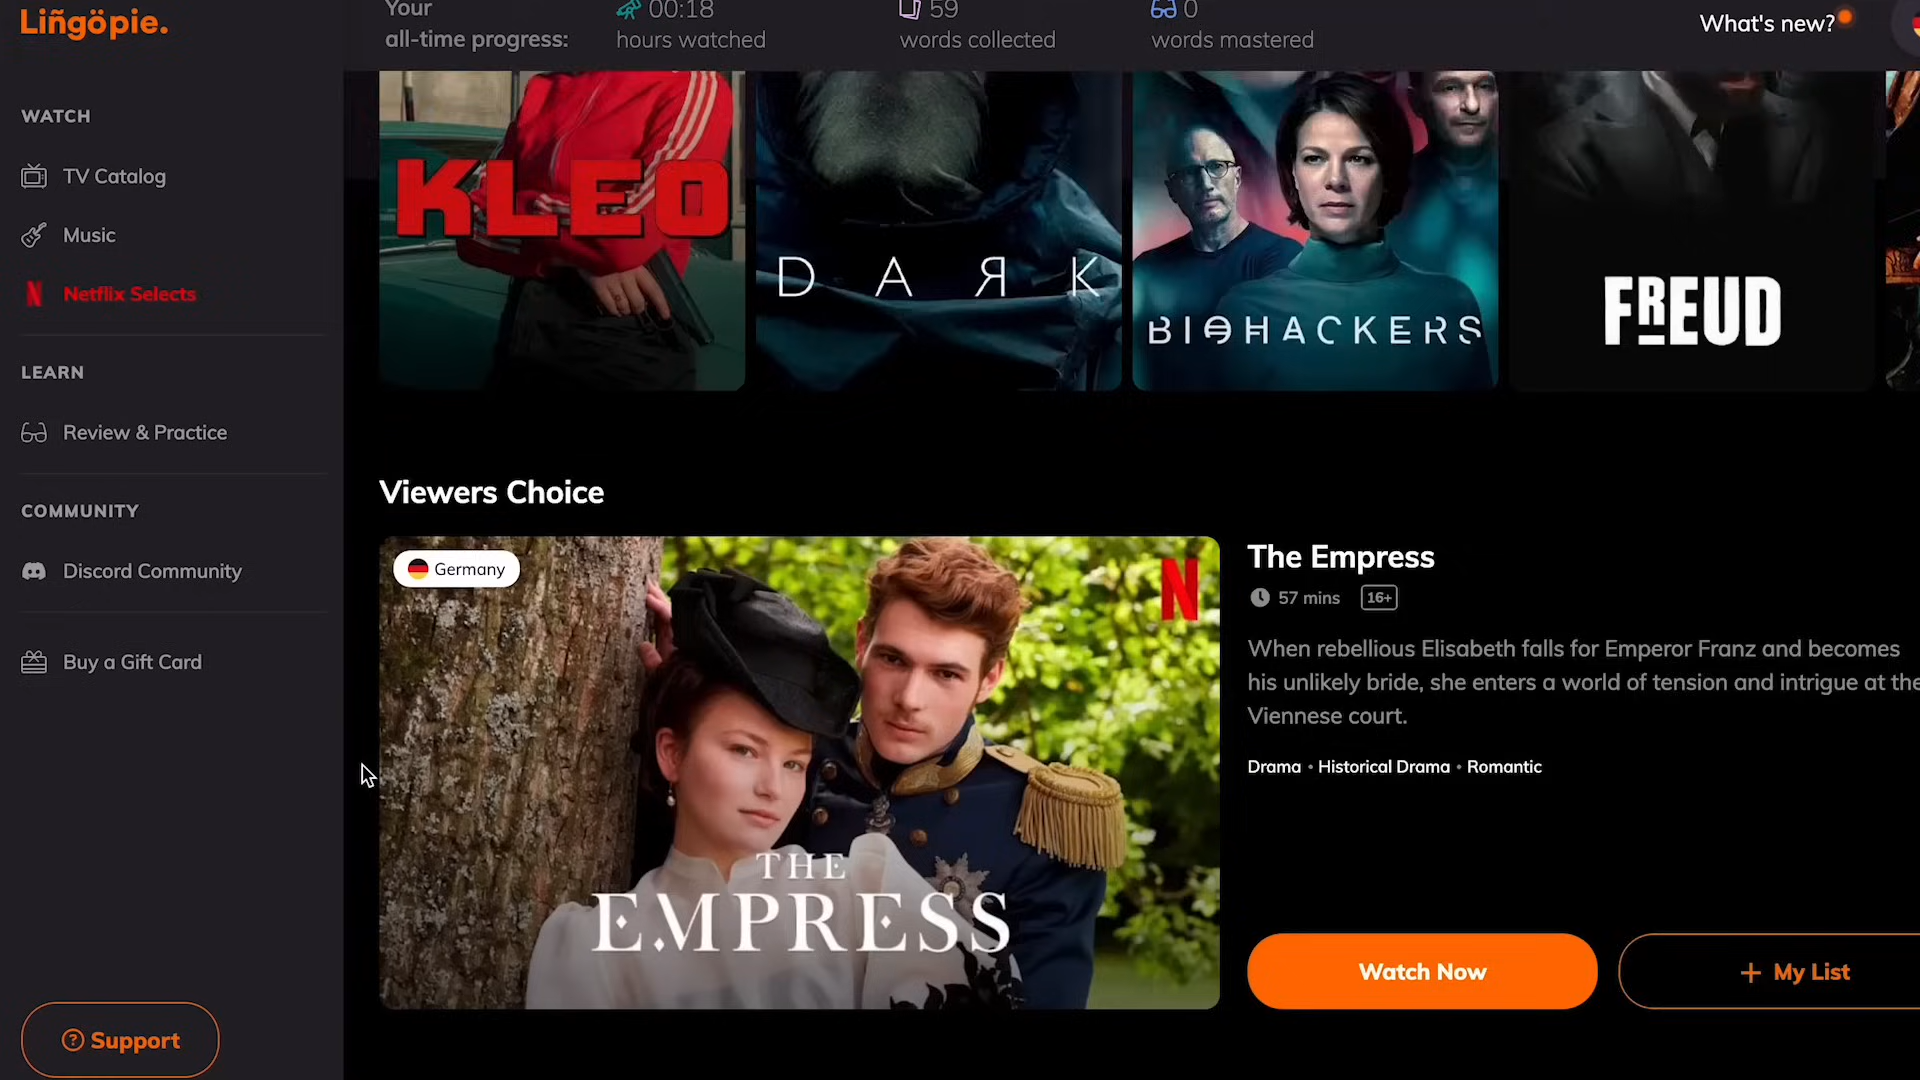 Liñgöpie.
Your
all-time progress:
00:18
hours watched
59
words collected
0
words mastered
What's new?
WATCH
TV Catalog
Music
Netflix Selects
LEARN
Review & Practice
COMMUNITY
Discord Community
Buy a Gift Card
Support
KLEO
DARK
BIOHACKERS
FREUD
Viewers Choice
Germany
N
THE
EMPRESS
The Empress
57 mins 16+
When rebellious Elisabeth falls for Emperor Franz and becomes
his unlikely bride, she enters a world of tension and intrigue at the
Viennese court.
Drama • Historical Drama • Romantic
Watch Now
+ My List